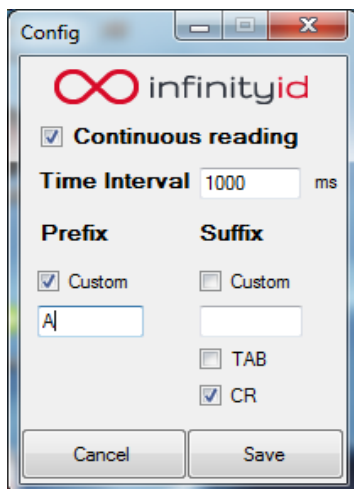 Config
infinityid
Continuous reading
Time Interval 1000 ms
Prefix Suffix
Custom Custom
A
TAB
CR
Cancel Save